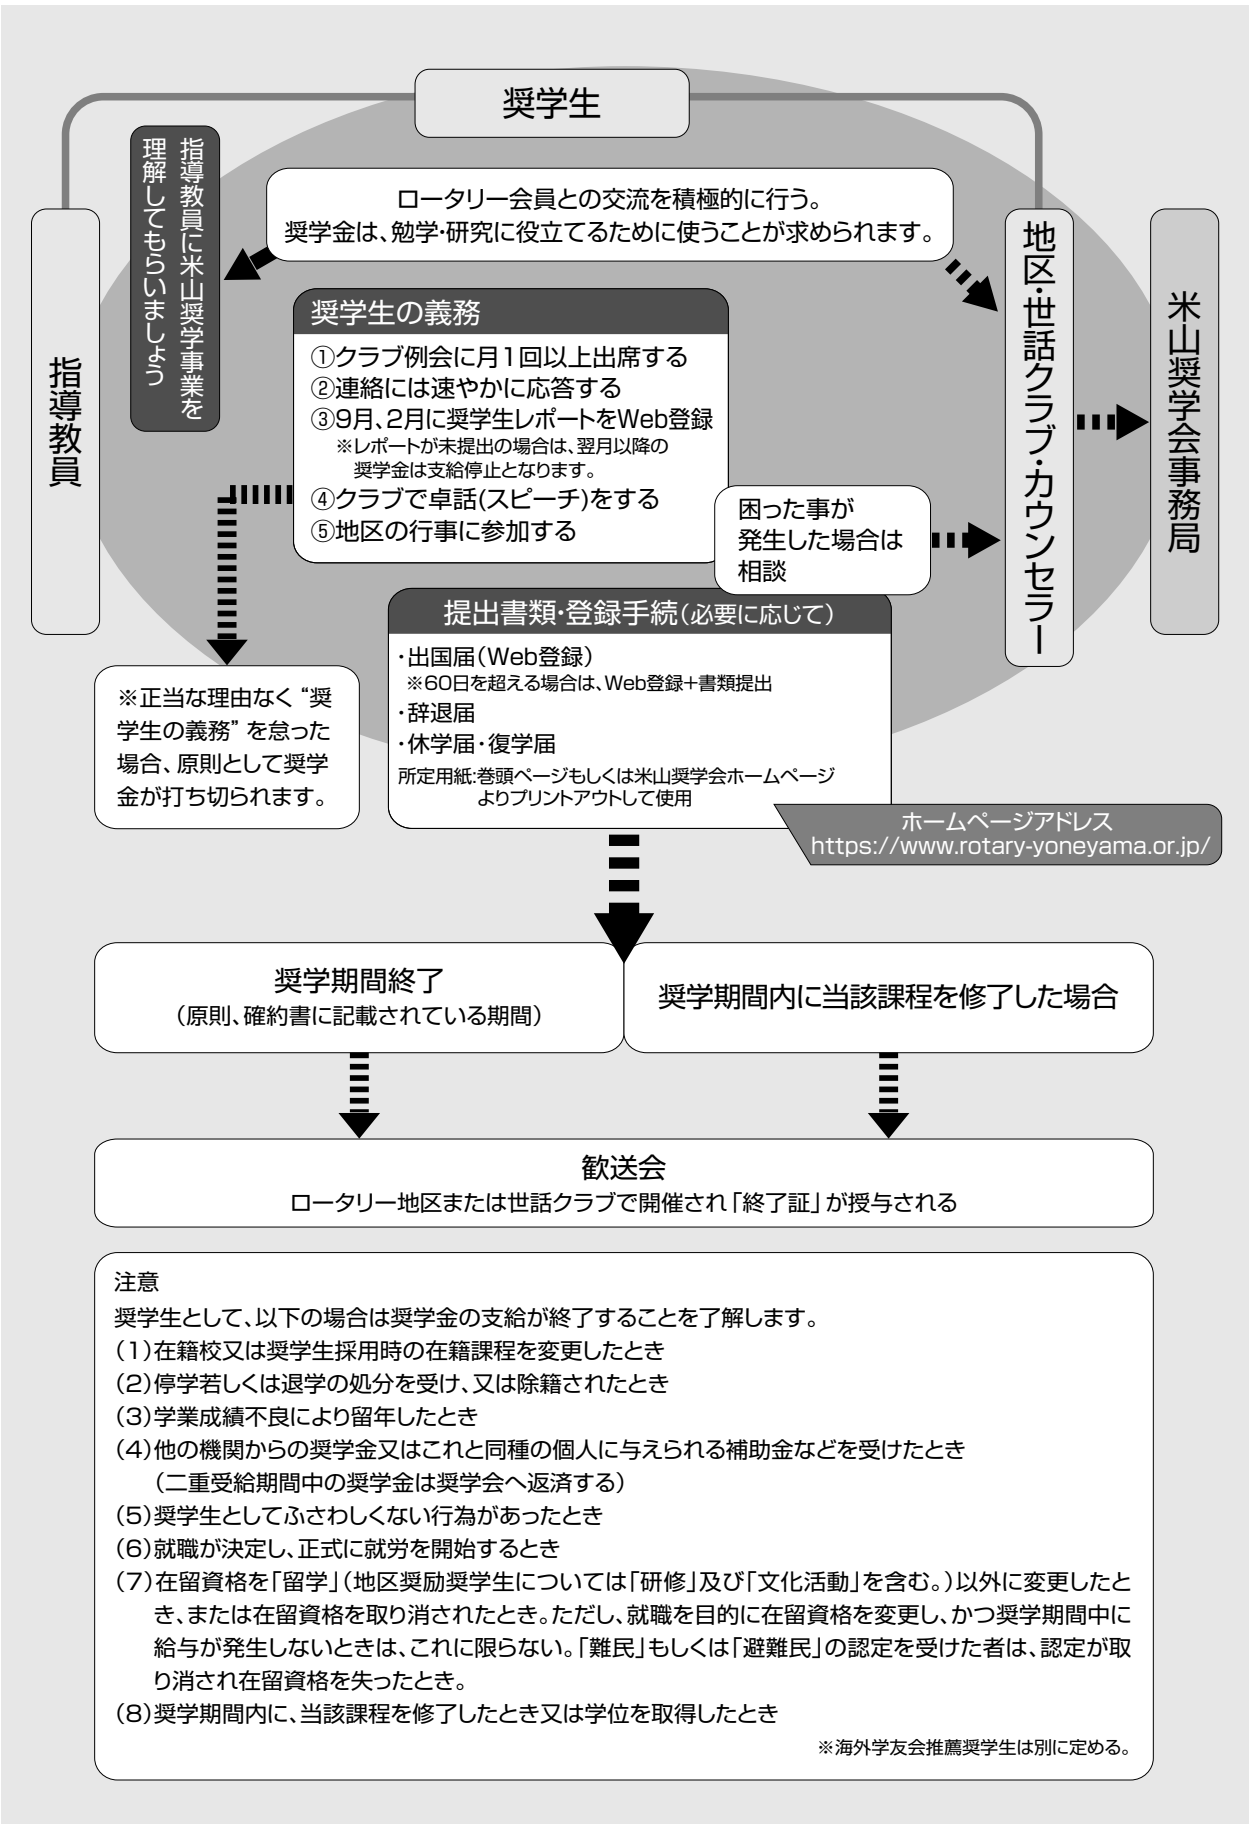 奨学生
指導教員に米山奨学事業を
理解してもらいましょう
ロータリー会員との交流を積極的に行う。
奨学金は、勉学・研究に役立てるために使うことが求められます。
指導教員
地区・世話クラブ・カウンセラー
米山奨学会事務局
奨学生の義務
①クラブ例会に月1回以上出席する
②連絡には速やかに応答する
③9月、2月に奨学生レポートをWeb登録
※レポートが未提出の場合は、翌月以降の
奨学金は支給停止となります。
④クラブで卓話(スピーチ)をする
⑤地区の行事に参加する
困った事が
発生した場合は
相談
提出書類・登録手続(必要に応じて)
・出国届(Web登録)
※60日を超える場合は、Web登録+書類提出
・辞退届
・休学届・復学届
所定用紙:巻頭ページもしくは米山奨学会ホームページ
よりプリントアウトして使用
※正当な理由なく“奨
学生の義務”を怠った
場合、原則として奨学
金が打ち切られます。
ホームページアドレス
https://www.rotary-yoneyama.or.jp/
奨学期間終了
(原則、確約書に記載されている期間)
奨学期間内に当該課程を修了した場合
歓送会
ロータリー地区または世話クラブで開催され「終了証」が授与される
注意
奨学生として、以下の場合は奨学金の支給が終了することを了解します。
(1)在籍校又は奨学生採用時の在籍課程を変更したとき
(2)停学若しくは退学の処分を受け、又は除籍されたとき
(3)学業成績不良により留年したとき
(4)他の機関からの奨学金又はこれと同種の個人に与えられる補助金などを受けたとき
(二重受給期間中の奨学金は奨学会へ返済する)
(5)奨学生としてふさわしくない行為があったとき
(6)就職が決定し、正式に就労を開始するとき
(7)在留資格を「留学」(地区奨励奨学生については「研修」及び「文化活動」を含む。)以外に変更したと
き、または在留資格を取り消されたとき。ただし、就職を目的に在留資格を変更し、かつ奨学期間中に
給与が発生しないときは、これに限らない。「難民」もしくは「避難民」の認定を受けた者は、認定が取
り消され在留資格を失ったとき。
(8)奨学期間内に、当該課程を修了したとき又は学位を取得したとき
※海外学友会推薦奨学生は別に定める。